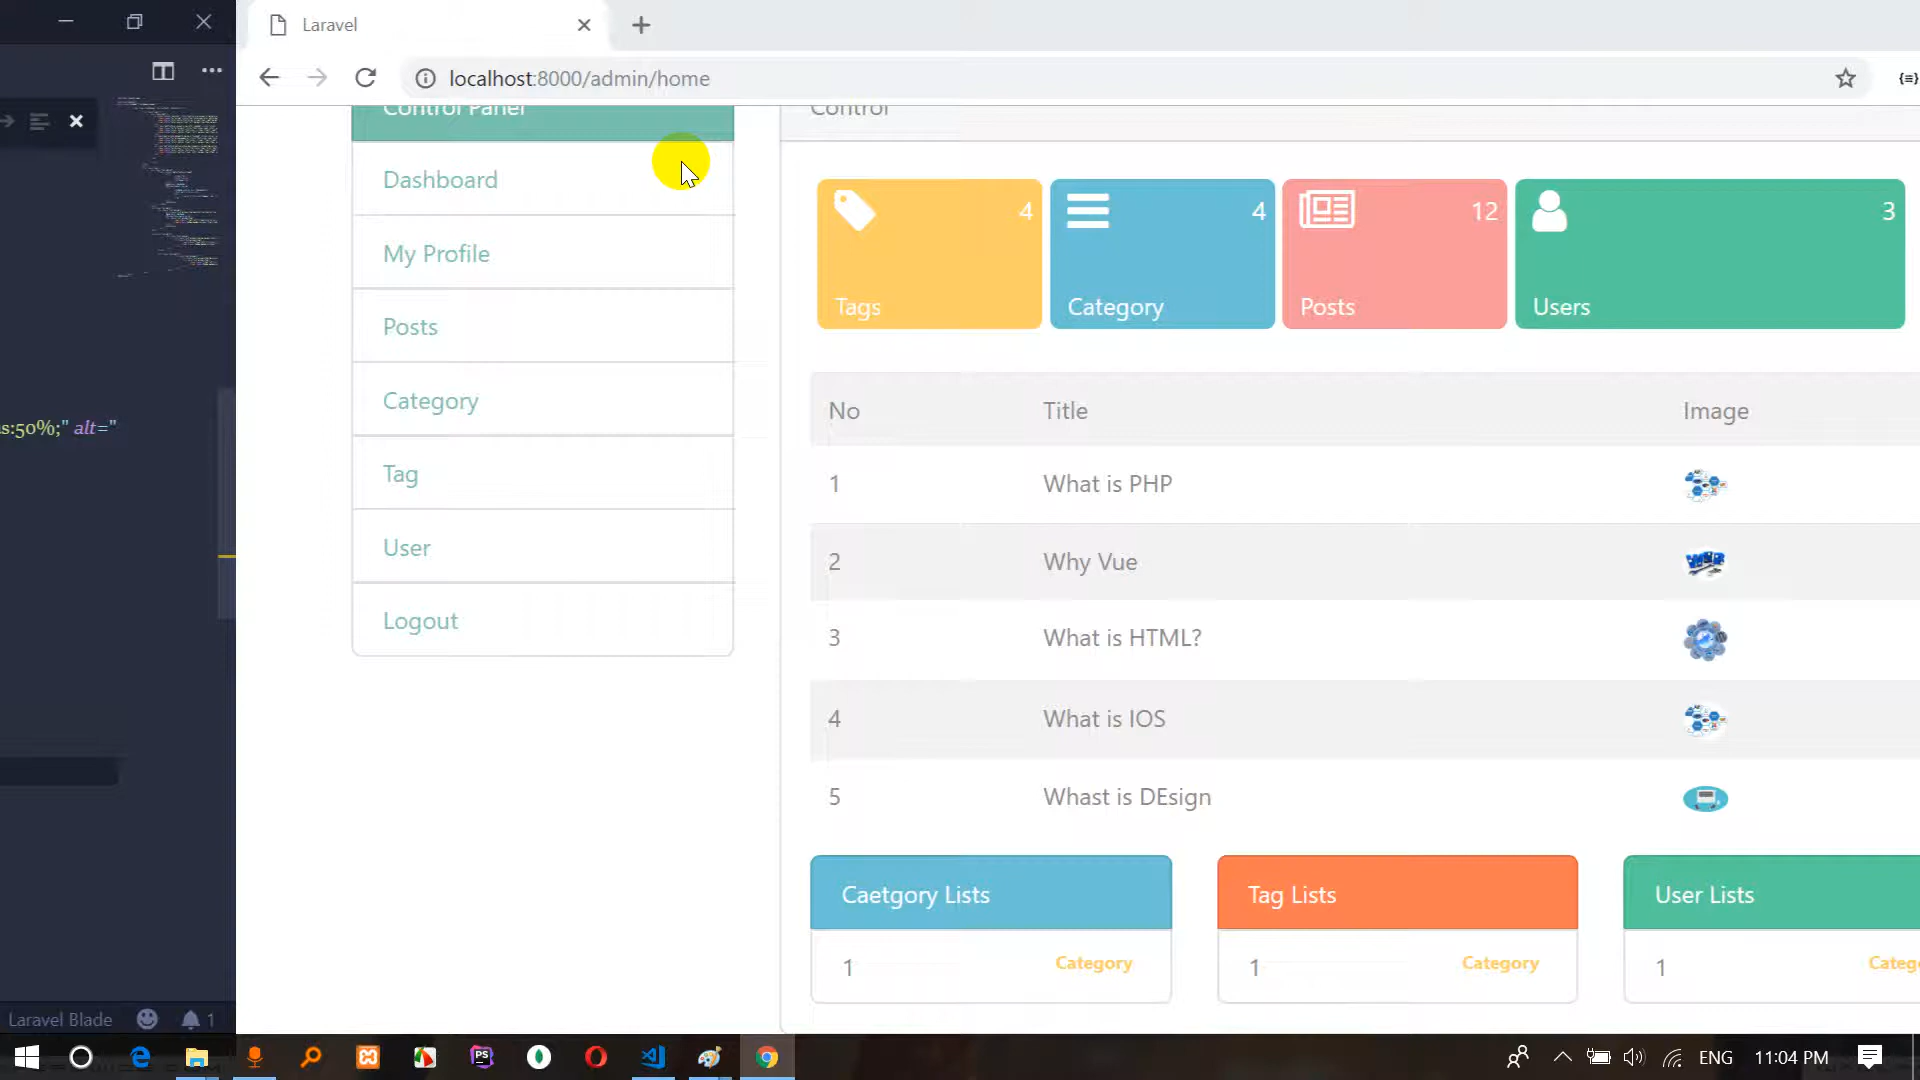 Laravel
localhost:8000/admin/home
Control Panel
Control
Dashboard
My Profile
Posts
Category
Tag
User
Logout
4
Tags
4
Category
12
Posts
3
Users
No Title Image
1 What is PHP
2 Why Vue
3 What is HTML?
4 What is IOS
5 Whast is DEsign
Caetgory Lists
1 Category
Tag Lists
1 Category
User Lists
1 Categ
s:50%;" alt="
Laravel Blade
1
PS
ENG
11:04 PM